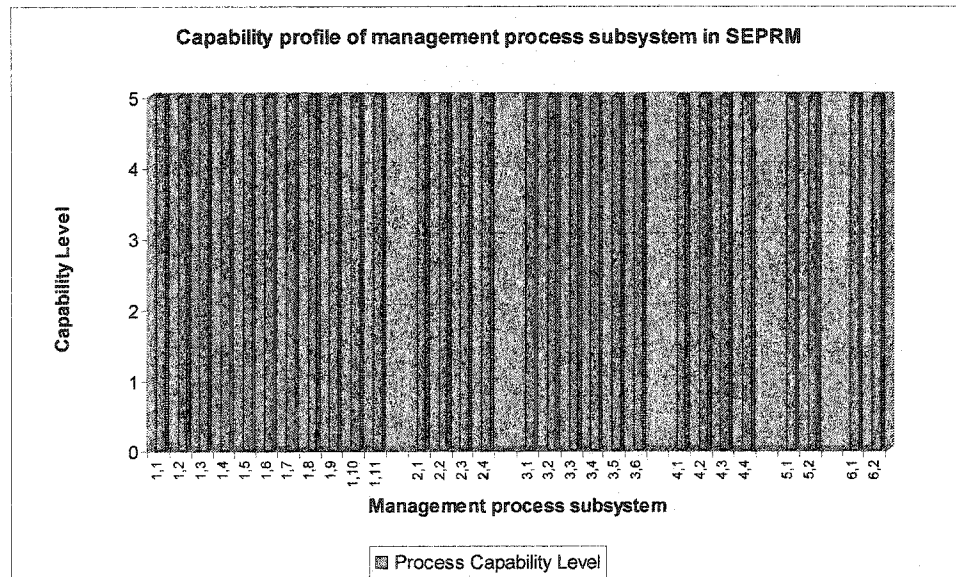 Capability profile of management process subsystem in SEPRM
Capability Level
5
4
3
2
1
0
1,1 1,2 1,3 1,4 1,5 1,6 1,7 1,8 1,9 1,10 1,11 2,1 2,2 2,3 2,4 3,1 3,2 3,3 3,4 3,5 3,6 4,1 4,2 4,3 4,4 5,1 5,2 6,1 6,2
Management process subsystem
Process Capability Level